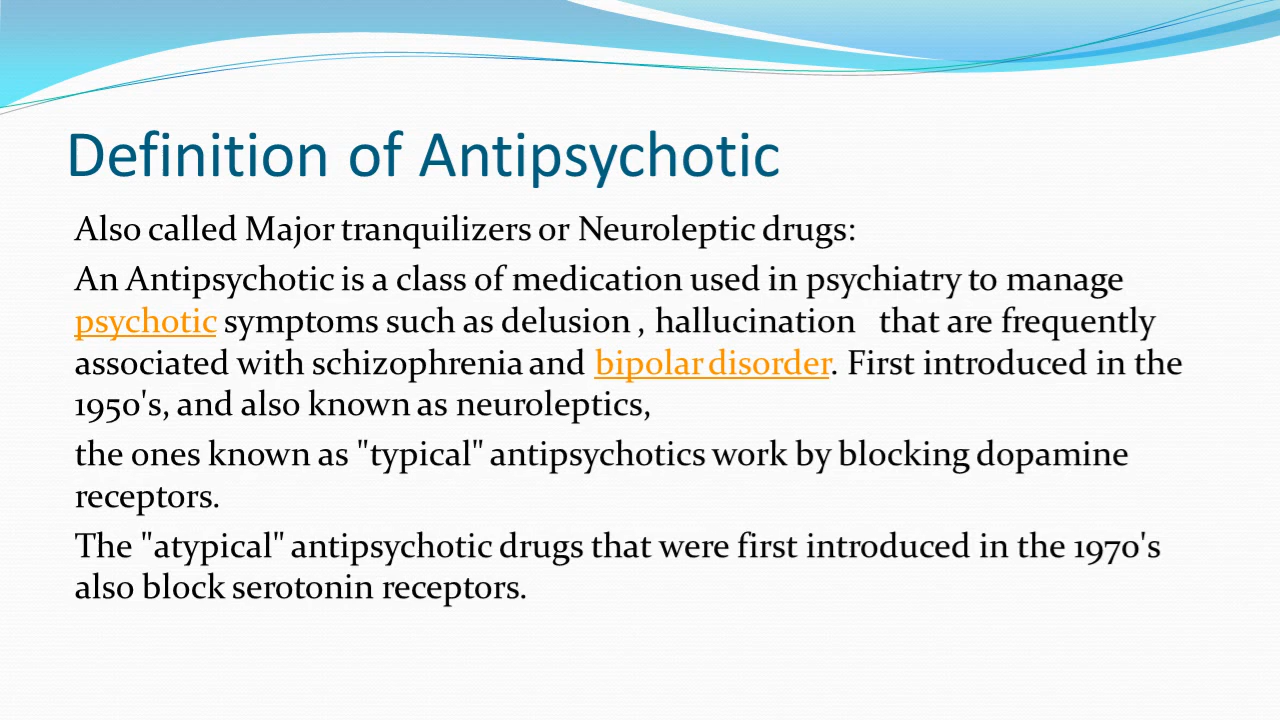 Definition of Antipsychotic
Also called Major tranquilizers or Neuroleptic drugs:
An Antipsychotic is a class of medication used in psychiatry to manage
psychotic symptoms such as delusion , hallucination   that are frequently
associated with schizophrenia and bipolar disorder. First introduced in the
1950's, and also known as neuroleptics,
the ones known as "typical" antipsychotics work by blocking dopamine
receptors.
The "atypical" antipsychotic drugs that were first introduced in the 1970's
also block serotonin receptors.